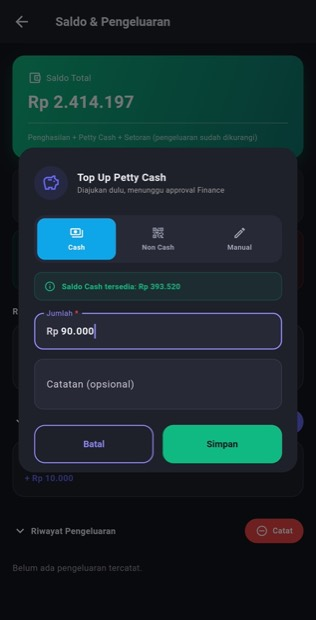 Saldo & Pengeluaran
Saldo Total
Rp 2.414.197
Penghasilan + Petty Cash + Setoran (pengeluaran sudah dikurangi)
Top Up Petty Cash
Diajukan dulu, menunggu approval Finance
Cash
Non Cash
Manual
Saldo Cash tersedia: Rp 393.520
Jumlah *
Rp 90.000
Catatan (opsional)
Batal
Simpan
+ Rp 10.000
Riwayat Pengeluaran
Catat
Belum ada pengeluaran tercatat.